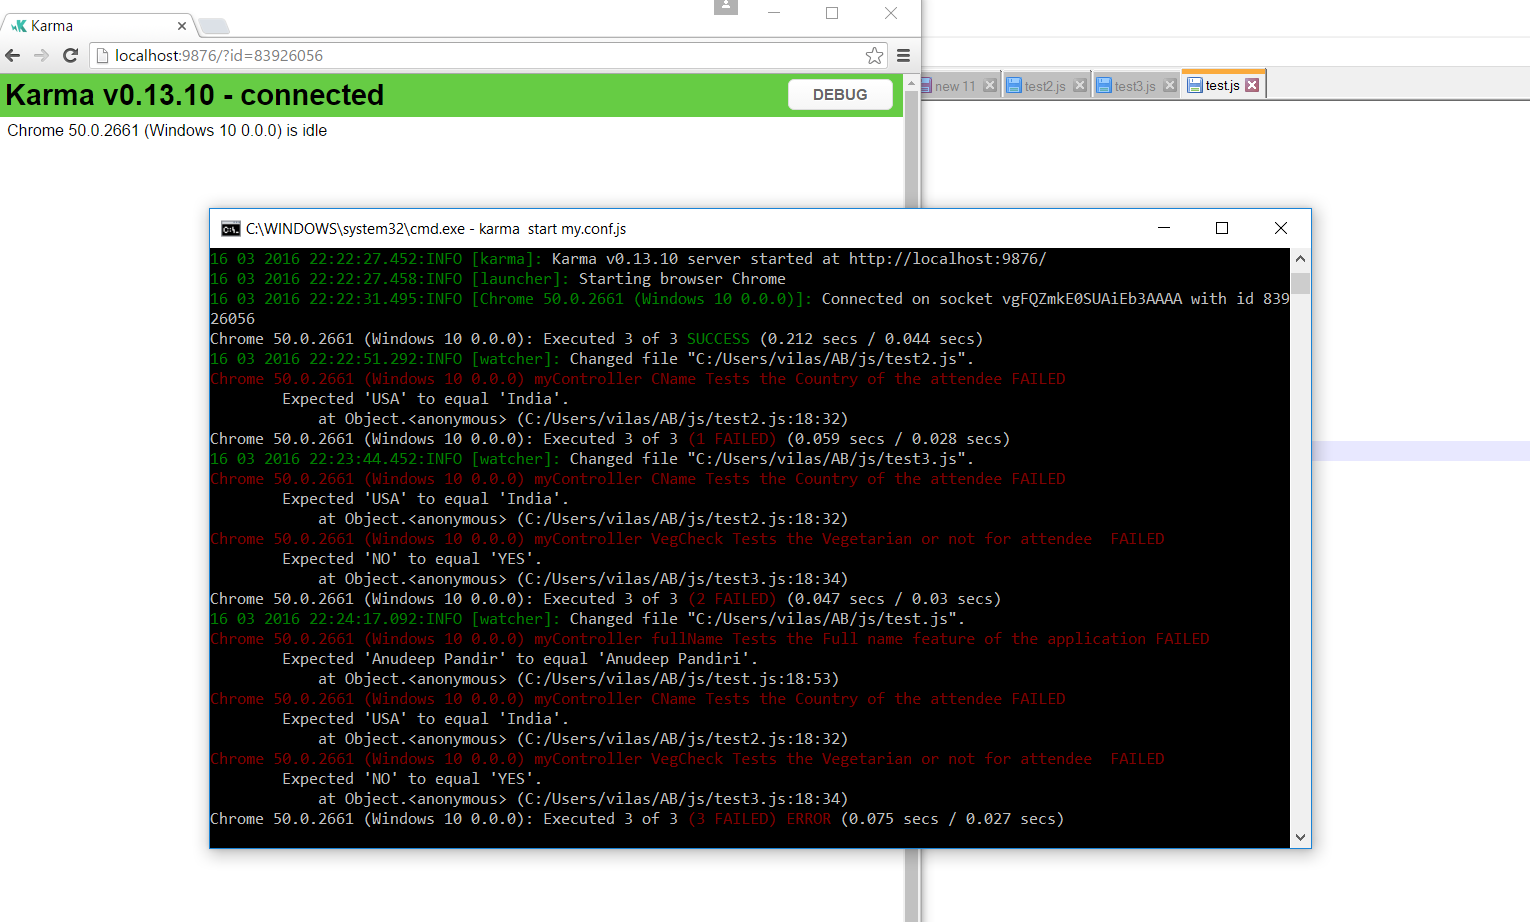 Karma
localhost:9876/?id=83926056
Karma v0.13.10 - connected
DEBUG
Chrome 50.0.2661 (Windows 10 0.0.0) is idle
new 11
test2.js
test3.js
test.js
C:\WINDOWS\system32\cmd.exe - karma  start my.conf.js
16 03 2016 22:22:27.452:INFO [karma]: Karma v0.13.10 server started at http://localhost:9876/
16 03 2016 22:22:27.458:INFO [launcher]: Starting browser Chrome
16 03 2016 22:22:31.495:INFO [Chrome 50.0.2661 (Windows 10 0.0.0)]: Connected on socket vgFQZmkE0SUAiEb3AAAA with id 839
26056
Chrome 50.0.2661 (Windows 10 0.0.0): Executed 3 of 3 SUCCESS (0.212 secs / 0.044 secs)
16 03 2016 22:22:51.292:INFO [watcher]: Changed file "C:/Users/vilas/AB/js/test2.js".
Chrome 50.0.2661 (Windows 10 0.0.0) myController CName Tests the Country of the attendee FAILED
Expected 'USA' to equal 'India'.
at Object.<anonymous> (C:/Users/vilas/AB/js/test2.js:18:32)
Chrome 50.0.2661 (Windows 10 0.0.0): Executed 3 of 3 (1 FAILED) (0.059 secs / 0.028 secs)
16 03 2016 22:23:44.452:INFO [watcher]: Changed file "C:/Users/vilas/AB/js/test3.js".
Chrome 50.0.2661 (Windows 10 0.0.0) myController CName Tests the Country of the attendee FAILED
Expected 'USA' to equal 'India'.
at Object.<anonymous> (C:/Users/vilas/AB/js/test2.js:18:32)
Chrome 50.0.2661 (Windows 10 0.0.0) myController VegCheck Tests the Vegetarian or not for attendee  FAILED
Expected 'NO' to equal 'YES'.
at Object.<anonymous> (C:/Users/vilas/AB/js/test3.js:18:34)
Chrome 50.0.2661 (Windows 10 0.0.0): Executed 3 of 3 (2 FAILED) (0.047 secs / 0.03 secs)
16 03 2016 22:24:17.092:INFO [watcher]: Changed file "C:/Users/vilas/AB/js/test.js".
Chrome 50.0.2661 (Windows 10 0.0.0) myController fullName Tests the Full name feature of the application FAILED
Expected 'Anudeep Pandir' to equal 'Anudeep Pandiri'.
at Object.<anonymous> (C:/Users/vilas/AB/js/test.js:18:53)
Chrome 50.0.2661 (Windows 10 0.0.0) myController CName Tests the Country of the attendee FAILED
Expected 'USA' to equal 'India'.
at Object.<anonymous> (C:/Users/vilas/AB/js/test2.js:18:32)
Chrome 50.0.2661 (Windows 10 0.0.0) myController VegCheck Tests the Vegetarian or not for attendee  FAILED
Expected 'NO' to equal 'YES'.
at Object.<anonymous> (C:/Users/vilas/AB/js/test3.js:18:34)
Chrome 50.0.2661 (Windows 10 0.0.0): Executed 3 of 3 (3 FAILED) ERROR (0.075 secs / 0.027 secs)